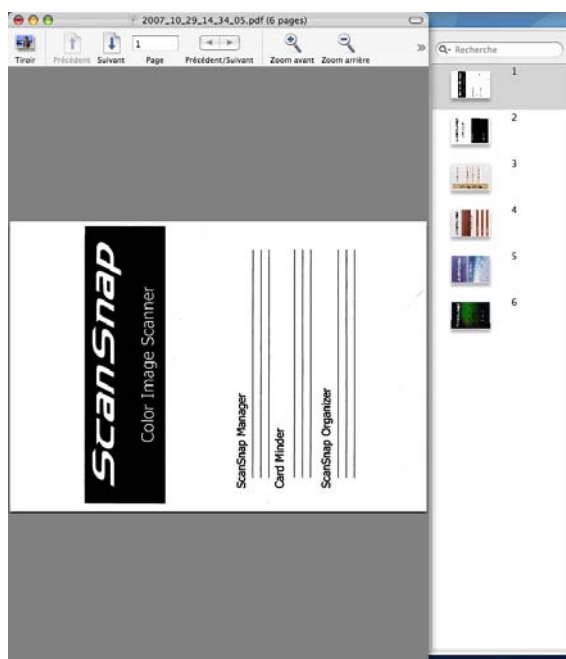 2007_10_29_14_34_05.pdf (6 pages)
Tiroir
Précédent
Suivant
1
Page
Précédent/Suivant
Zoom avant
Zoom arrière
»
Recherche
ScanSnap
Color Image Scanner
ScanSnap Manager
Card Minder
ScanSnap Organizer
1
2
3
4
5
6